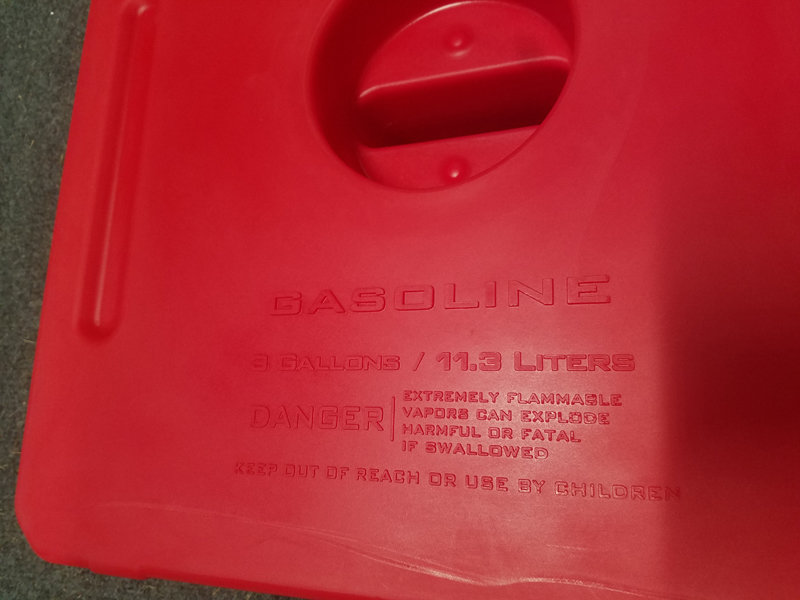 GASOLINE
3 GALLONS / 11.3 LITERS
DANGER
EXTREMELY FLAMMABLE
VAPORS CAN EXPLODE
HARMFUL OR FATAL
IF SWALLOWED
KEEP OUT OF REACH OR USE BY CHILDREN